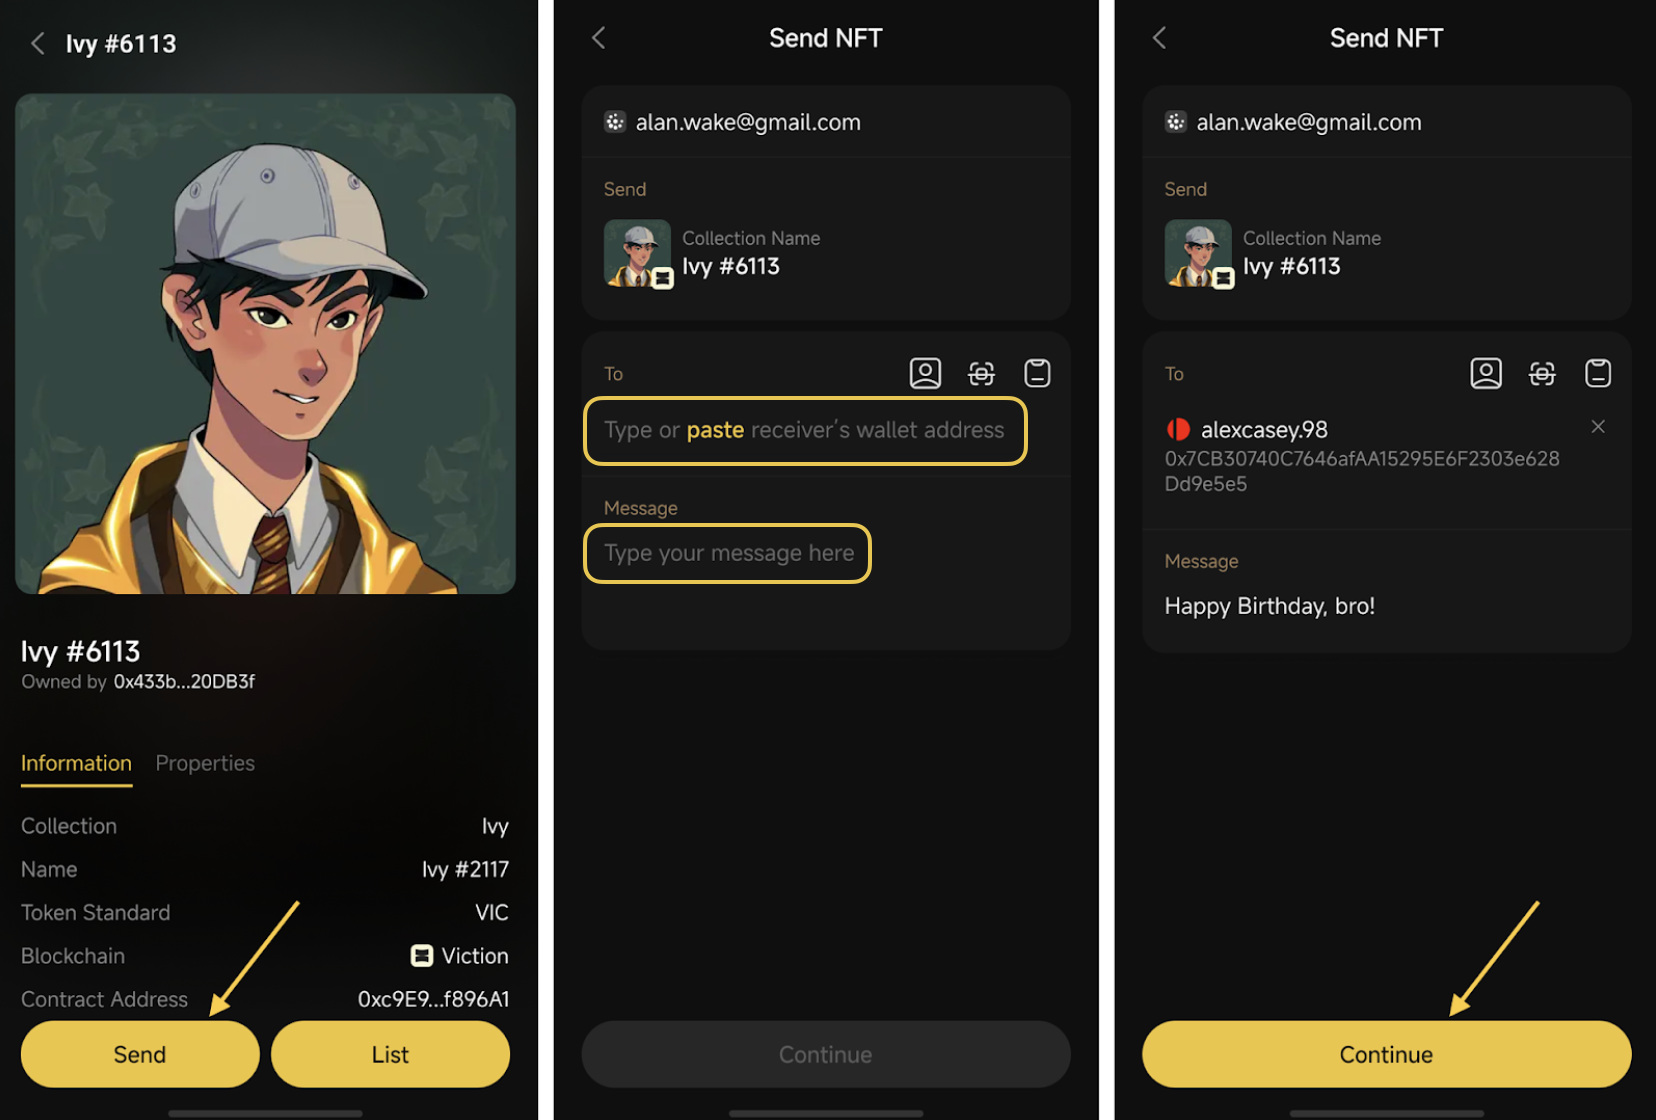 Ivy #6113
Ivy #6113
Owned by 0x433b...20DB3f
Information Properties
Collection Ivy
Name Ivy #2117
Token Standard VIC
Blockchain Viction
Contract Address 0xc9E9...f896A1
Send List
Send NFT
alan.wake@gmail.com
Send
Collection Name
Ivy #6113
To
Type or paste receiver's wallet address
Message
Type your message here
Continue
Send NFT
alan.wake@gmail.com
Send
Collection Name
Ivy #6113
To
alexcasey.98
0x7CB30740C7646afAA15295E6F2303e628
Dd9e5e5
Message
Happy Birthday, bro!
Continue